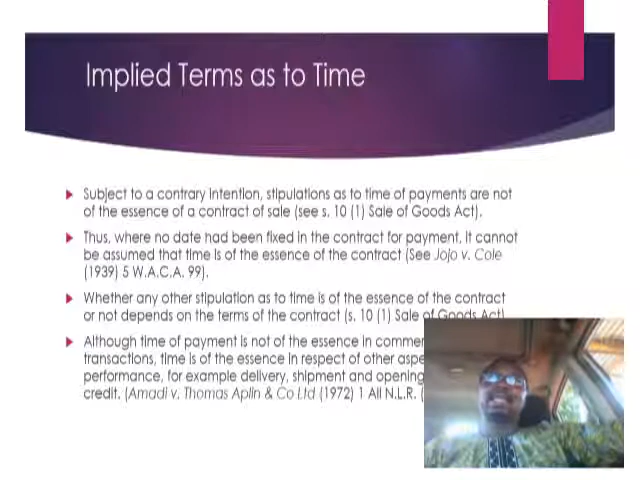 Implied Terms as to Time
Subject to a contrary intention, stipulations as to time of payments are not
of the essence of a contract of sale (see s. 10 (1) Sale of Goods Act).
Thus, where no date had been fixed in the contract for payment, it cannot
be assumed that time is of the essence of the contract (See Jojo v. Cole
(1939) 5 W.A.C.A. 99).
Whether any other stipulation as to time is of the essence of the contract
or not depends on the terms of the contract (s. 10 (1) Sale of Goods Act)
Although time of payment is not of the essence in
transactions, time is of the essence in respect of other
performance, for example delivery, shipment and opening
credit. (Amadi v. Thomas Aplin & Co Ltd (1972) 1 All N.L.R. (